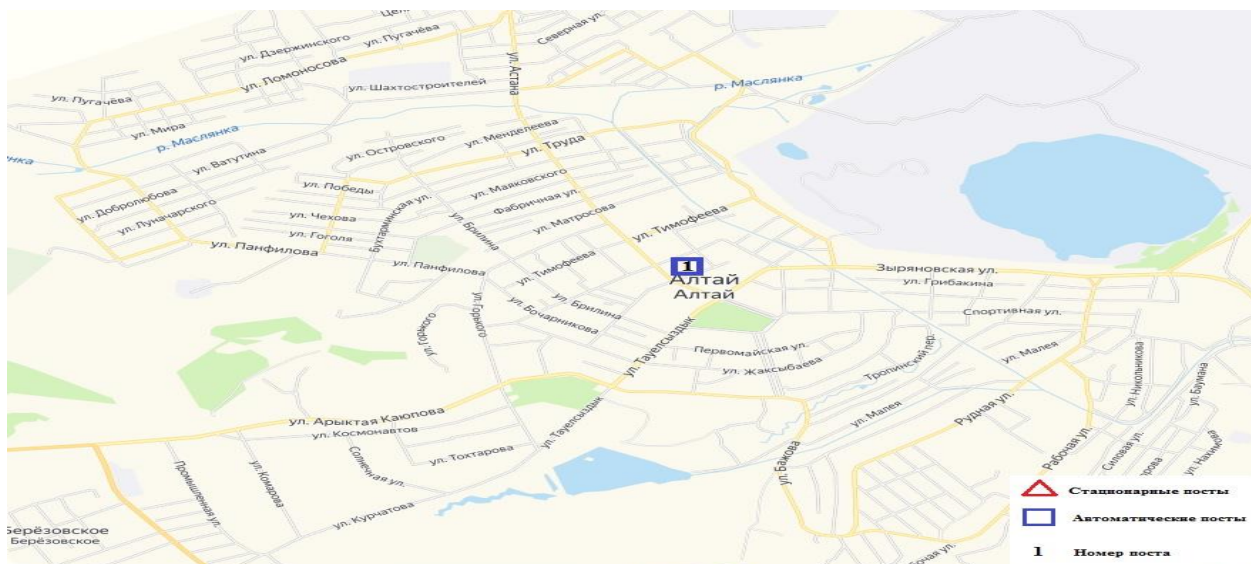 ул. Пугачёва
Северная ул.
ул. Дзержинского
ул. Ломоносова
ул. Астана
ул. Шахтостроителей
р. Маслянка
ул. Пугачёва
ул. Мира
р. Маслянка
ул. Менделеева
ул. Островского
ул. Труда
ул. Ватутина
ул. Победы
ул. Маяковского
Фабричная ул.
ул. Добролюбова
ул. Луначарского
ул. Чехова
ул. Гоголя
Бухтарминская ул.
ул. Матросова
ул. Брилина
ул. Тимофеева
ул. Панфилова
ул. Панфилова
ул. Тимофеева
1
Алтай
Алтай
Зыряновская ул.
ул. Грибакина
Спортивная ул.
ул. Горького
ул. Горького
ул. Брилина
ул. Бочарникова
ул. Тауелсыздык
Первомайская ул.
ул. Жаксыбаева
Тропинский пер.
ул. Малея
ул. Никольникова
ул. Баумана
ул. Малея
Рудная ул.
ул. Арыктая Каюпова
ул. Космонавтов
ул. Тауелсыздык
ул. Тохтарова
Солнечная ул.
ул. Комарова
Промышленная ул.
ул. Бажова
Рабочая ул.
Силовая ул.
ул. Курчатова
Берёзовское
Берёзовское
Стационарные посты
Автоматические посты
1 Номер поста